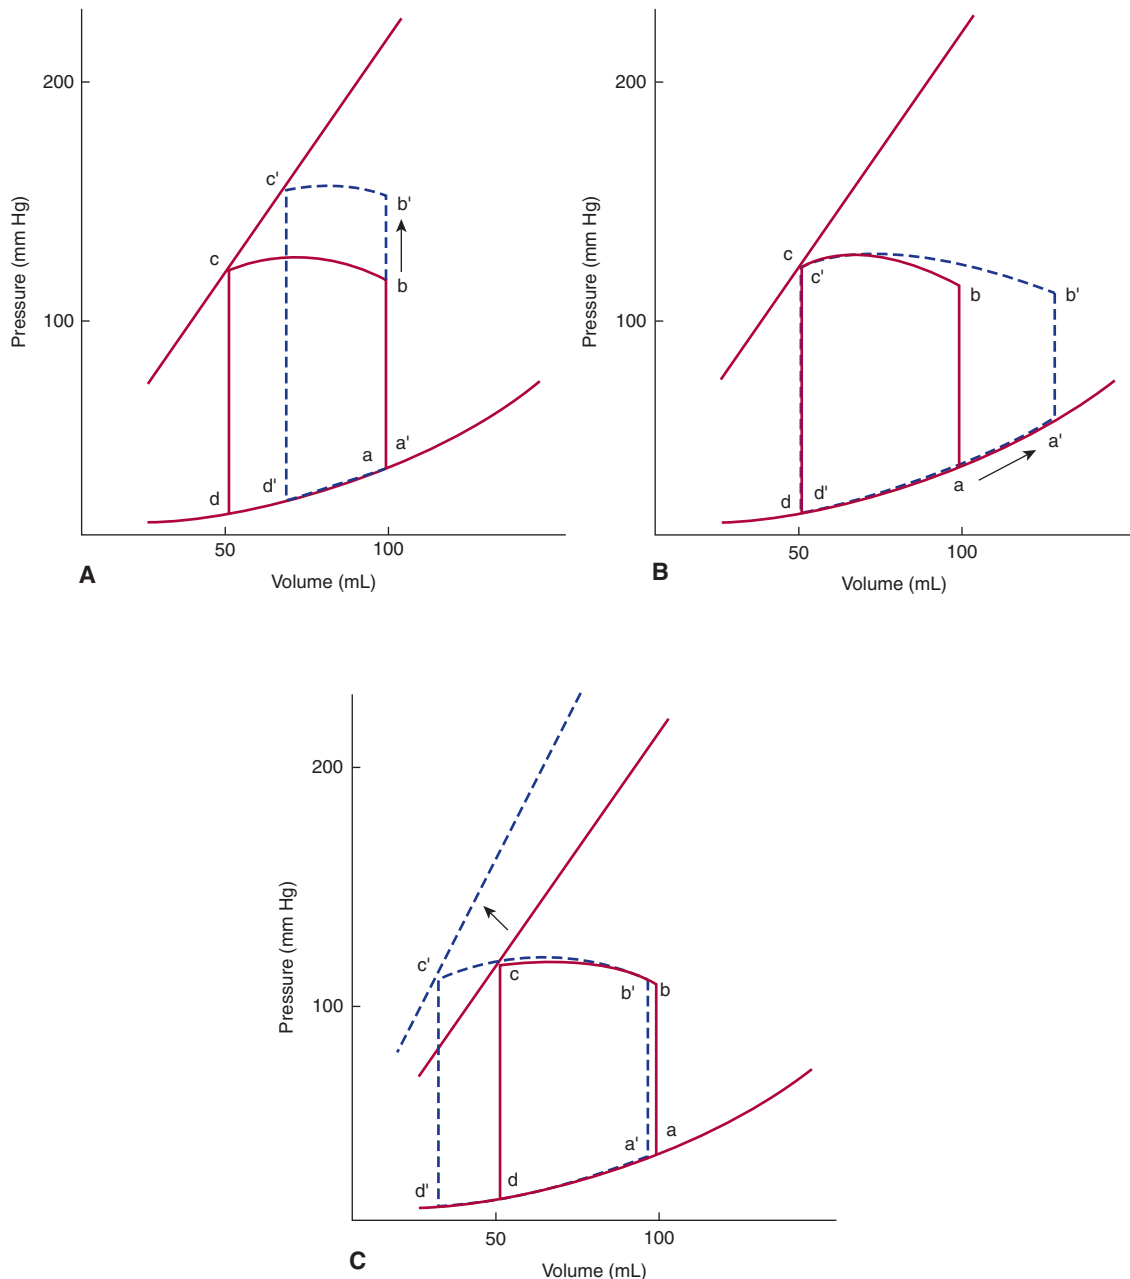 200
c'
b'
c
b
100
a'
a
d'
d
50
100
A
Volume (mL)
Pressure (mm Hg)
200
c
c'
b
b'
100
a'
a
d
d'
50
100
B
Volume (mL)
Pressure (mm Hg)
200
c'
c
b'
b
100
a
a'
d
d'
50
100
C
Volume (mL)
Pressure (mm Hg)